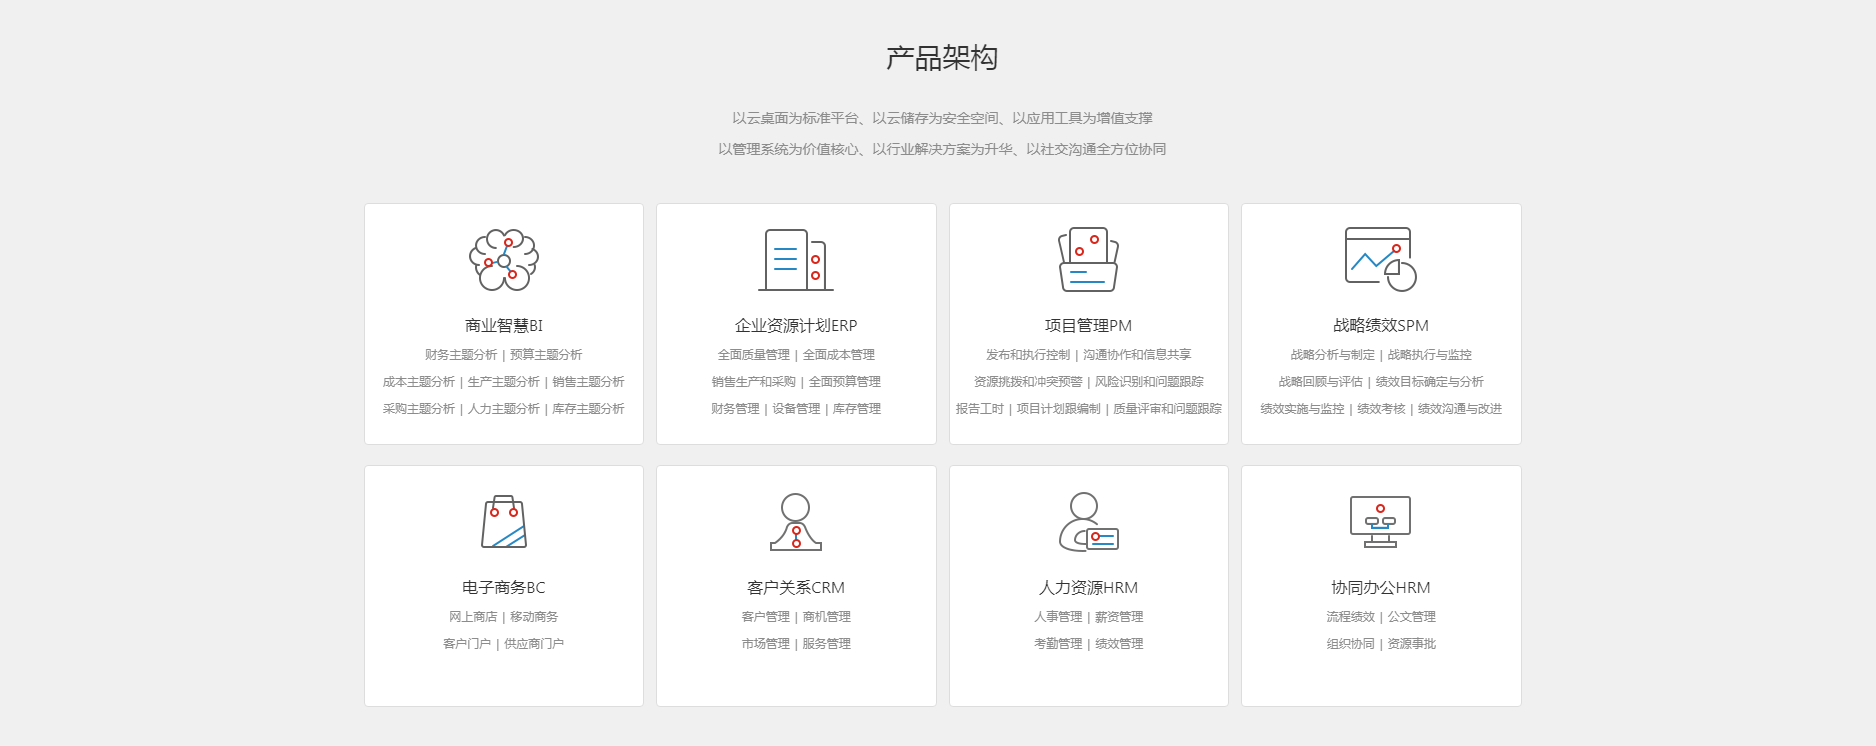 产品架构
以云桌面为标准平台、以云储存为安全空间、以应用工具为增值支撑
以管理系统为价值核心、以行业解决方案为升华、以社交沟通全方位协同
商业智慧BI
财务主题分析 | 预算主题分析
成本主题分析 | 生产主题分析 | 销售主题分析
采购主题分析 | 人力主题分析 | 库存主题分析
企业资源计划ERP
全面质量管理 | 全面成本管理
销售生产和采购 | 全面预算管理
财务管理 | 设备管理 | 库存管理
项目管理PM
发布和执行控制 | 沟通协作和信息共享
资源挑拨和冲突预警 | 风险识别和问题跟踪
报告工时 | 项目计划跟编制 | 质量评审和问题跟踪
战略绩效SPM
战略分析与制定 | 战略执行与监控
战略回顾与评估 | 绩效目标确定与分析
绩效实施与监控 | 绩效考核 | 绩效沟通与改进
电子商务BC
网上商店 | 移动商务
客户门户 | 供应商门户
客户关系CRM
客户管理 | 商机管理
市场管理 | 服务管理
人力资源HRM
人事管理 | 薪资管理
考勤管理 | 绩效管理
协同办公HRM
流程绩效 | 公文管理
组织协同 | 资源事批